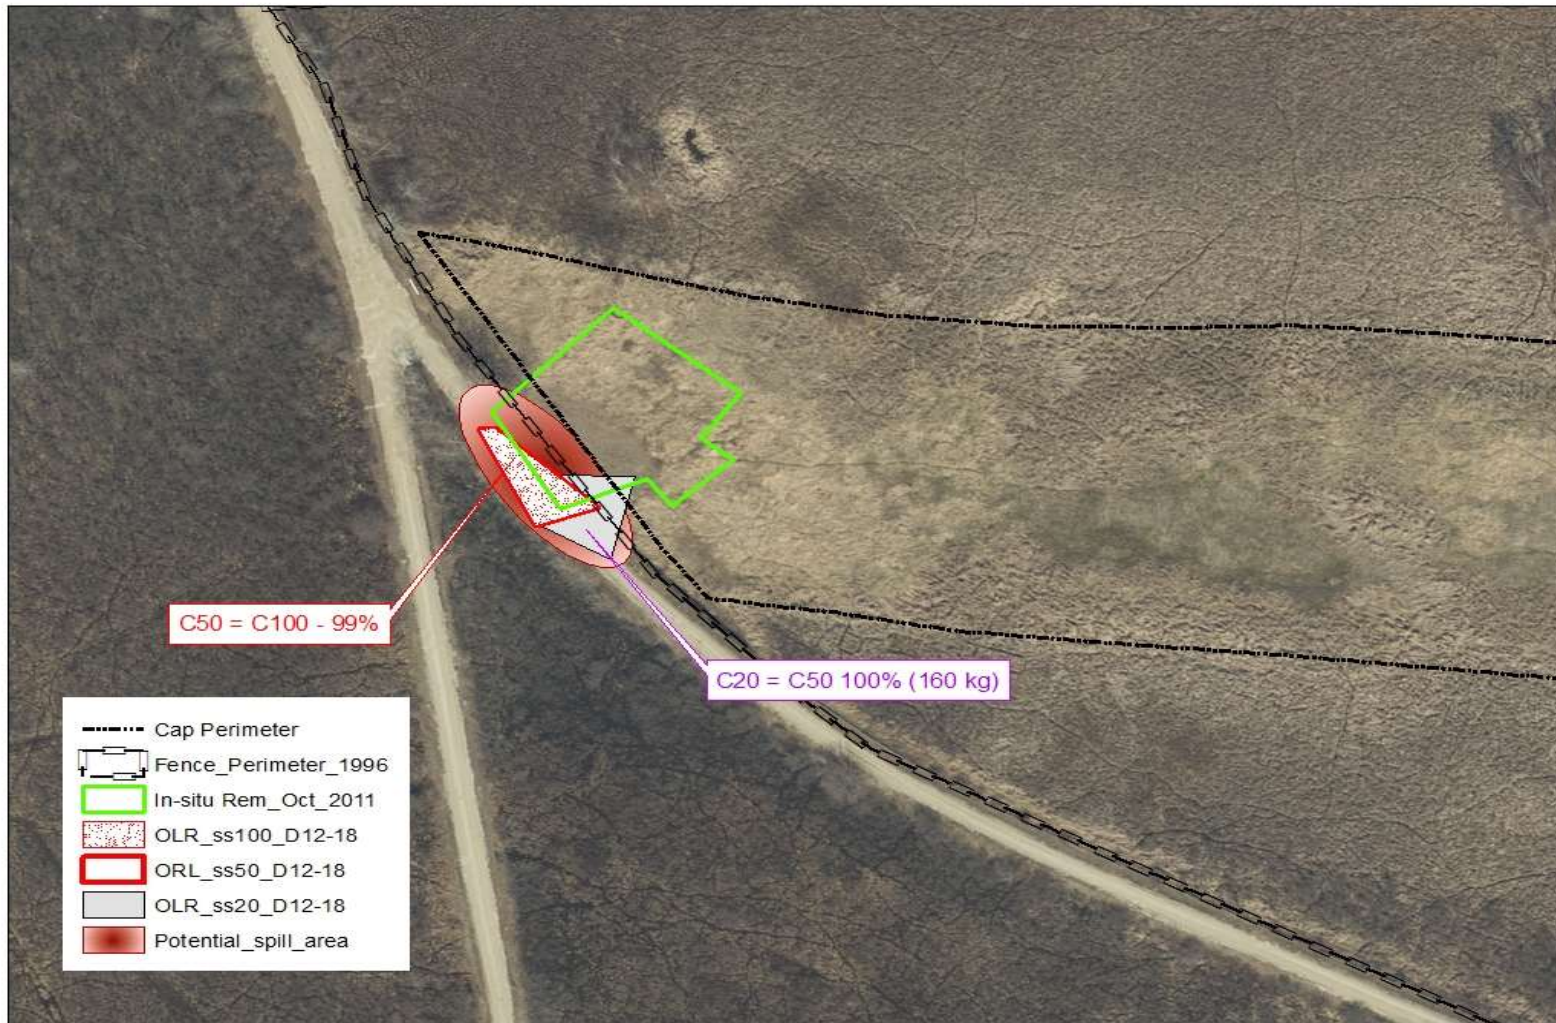 C50 = C100 - 99%
C20 = C50 100% (160 kg)
Cap Perimeter
Fence_Perimeter_1996
In-situ Rem_Oct_2011
OLR_ss100_D12-18
ORL_ss50_D12-18
OLR_ss20_D12-18
Potential_spill_area